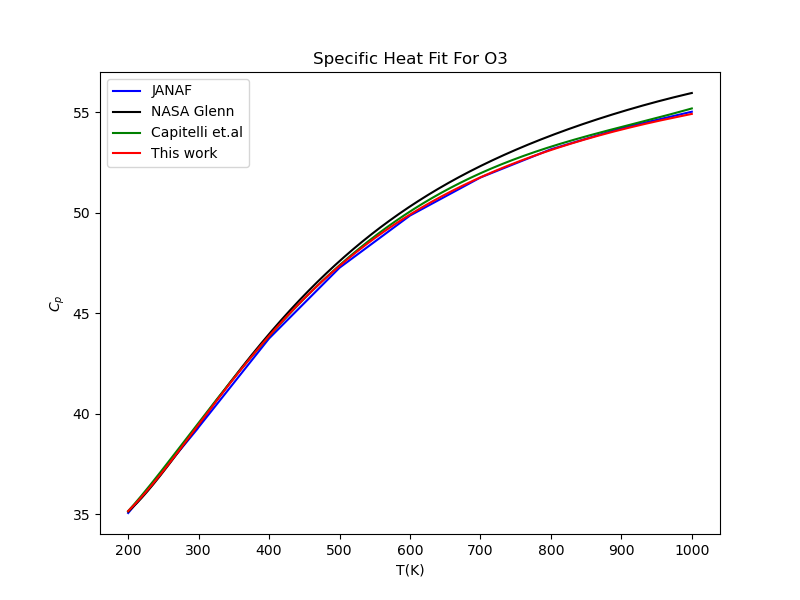 Specific Heat Fit For O3
JANAF
NASA Glenn
Capitelli et.al
This work
55
50
45
40
35
C_p
200 300 400 500 600 700 800 900 1000
T(K)